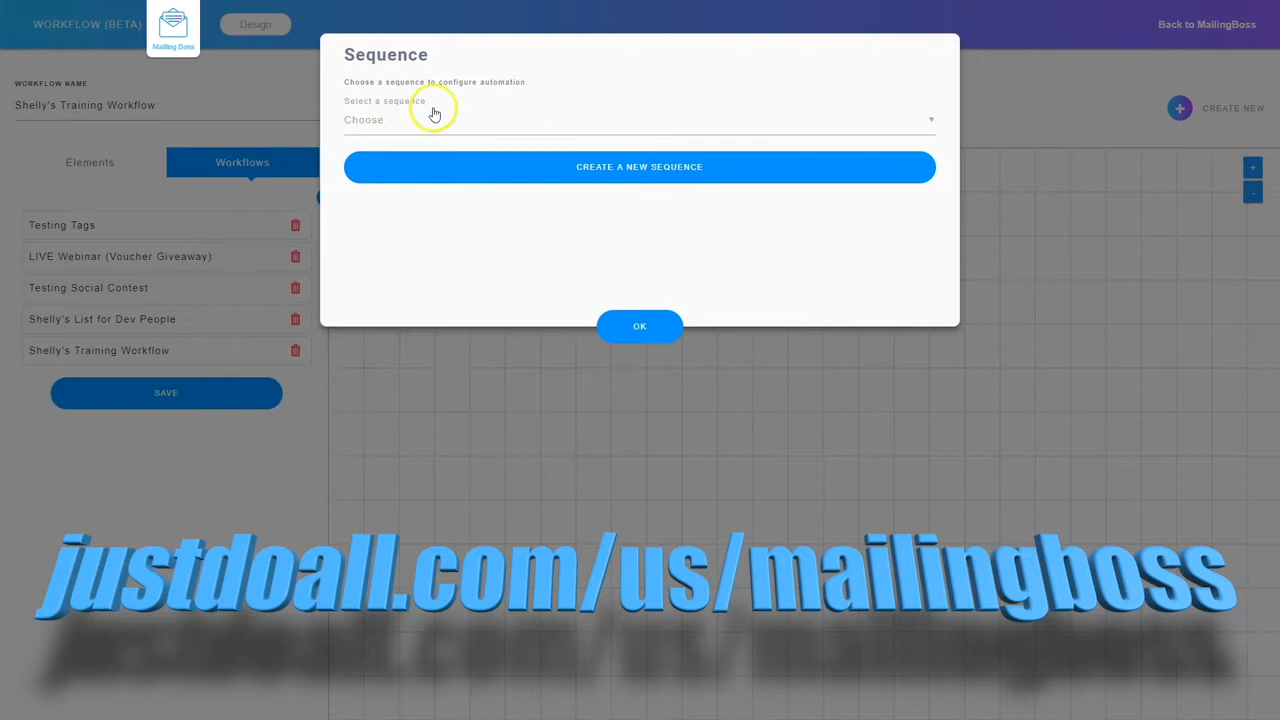 WORKFLOW (BETA)
Mailing Boss
Design
Back to MailingBoss
WORKFLOW NAME
Shelly's Training Workflow
CREATE NEW
Elements
Workflows
Testing Tags
LIVE Webinar (Voucher Giveaway)
Testing Social Contest
Shelly's List for Dev People
Shelly's Training Workflow
SAVE
Sequence
Choose a sequence to configure automation.
Select a sequence
Choose
CREATE A NEW SEQUENCE
OK
+
-
justdoall.com/us/mailingboss